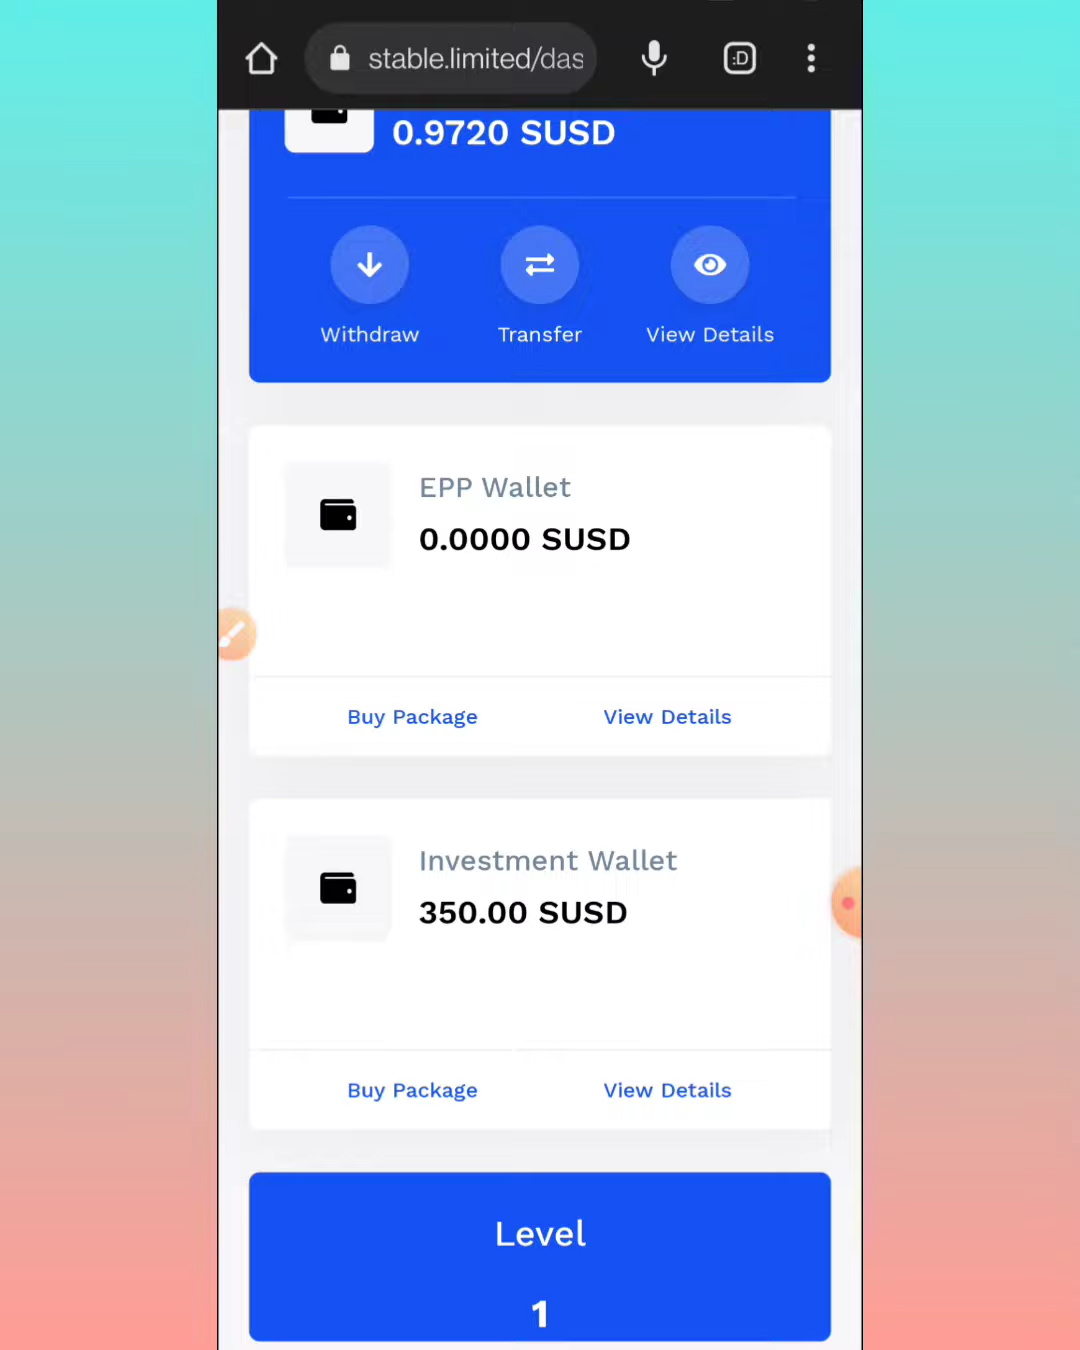 stable.limited/das
:D
0.9720 SUSD
Withdraw
Transfer
View Details
EPP Wallet
0.0000 SUSD
Buy Package
View Details
Investment Wallet
350.00 SUSD
Buy Package
View Details
Level
1